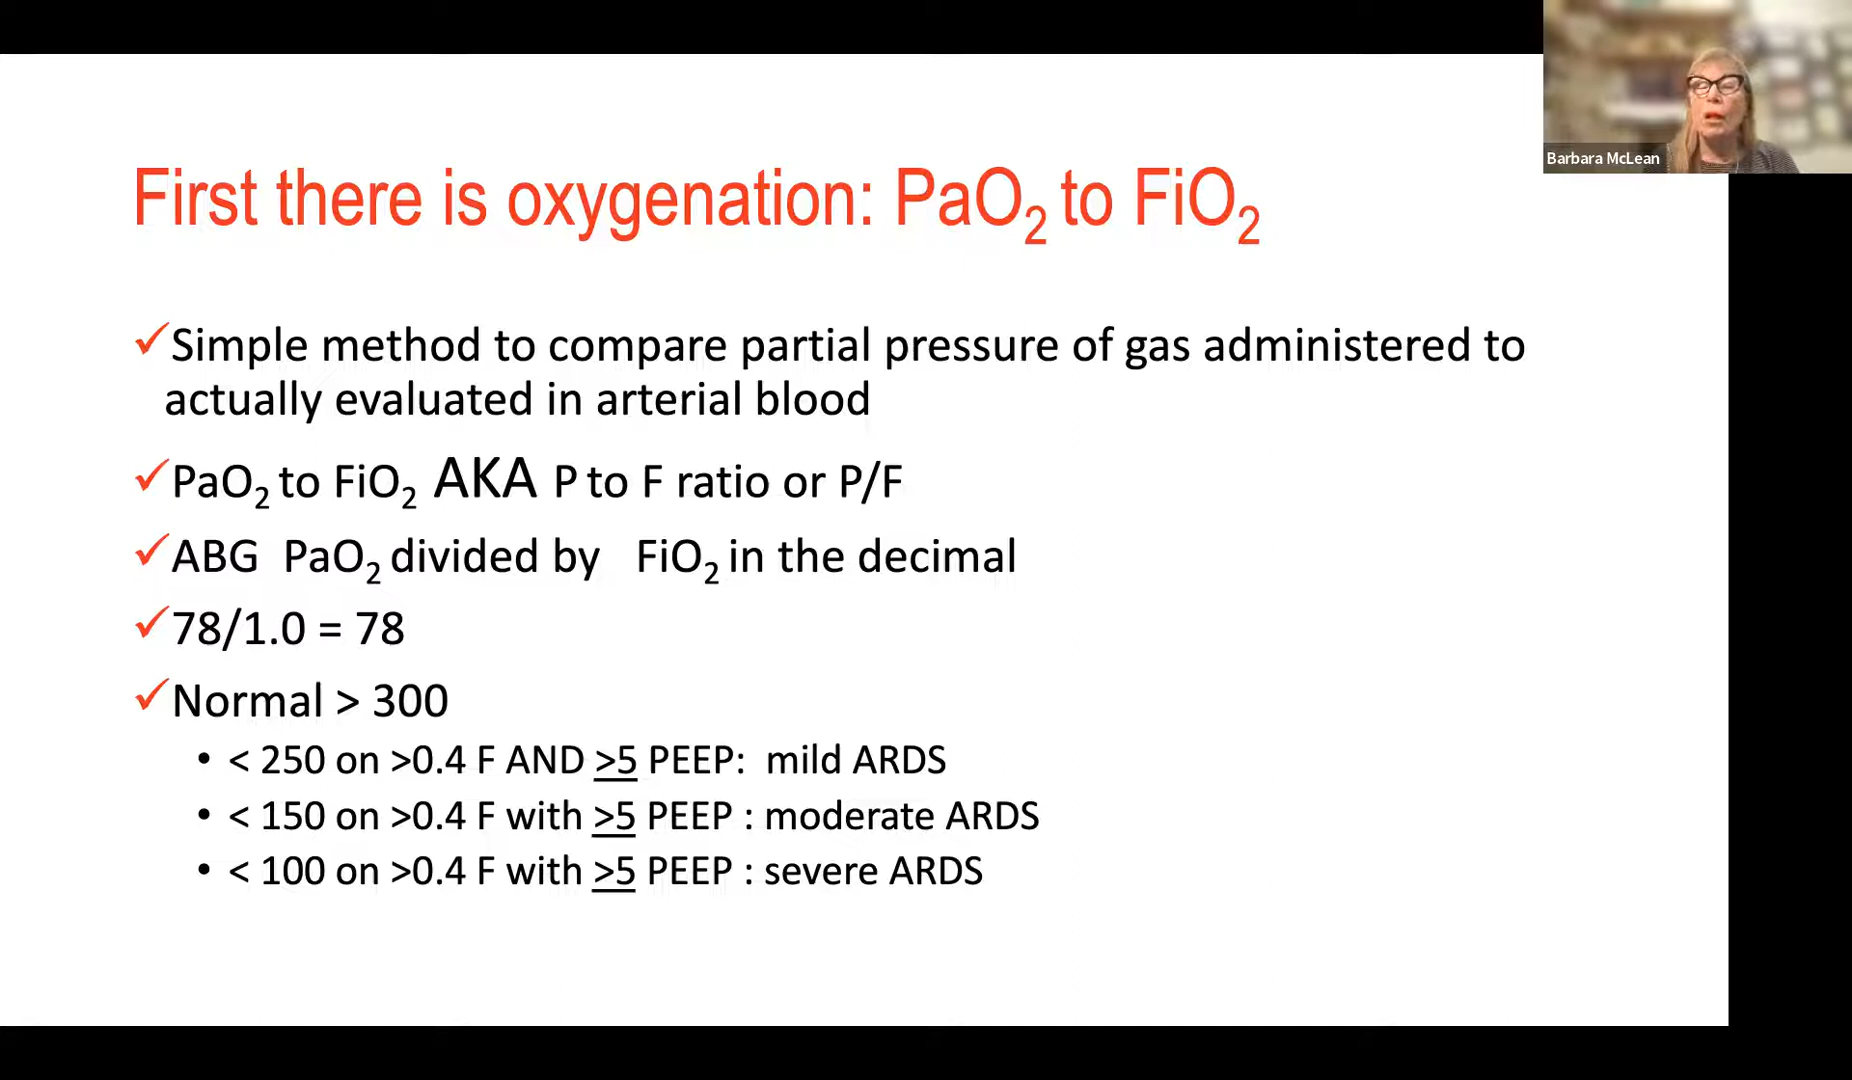 Barbara McLean
First there is oxygenation: PaO₂ to FiO₂
✓Simple method to compare partial pressure of gas administered to
actually evaluated in arterial blood
✓PaO₂ to FiO₂ AKA P to F ratio or P/F
✓ABG PaO₂ divided by FiO₂ in the decimal
✓78/1.0 = 78
✓Normal > 300
• < 250 on >0.4 F AND >5 PEEP: mild ARDS
• < 150 on >0.4 F with >5 PEEP : moderate ARDS
• < 100 on >0.4 F with >5 PEEP : severe ARDS